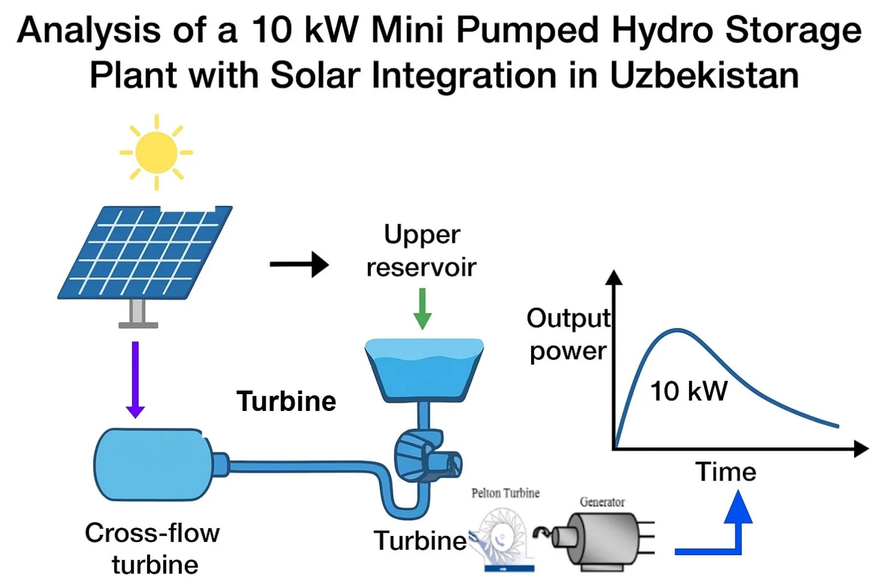 Analysis of a 10 kW Mini Pumped Hydro Storage
Plant with Solar Integration in Uzbekistan
Upper
reservoir
Output
power
10 kW
Time
Turbine
Cross-flow
turbine
Turbine
Pelton Turbine
Generator